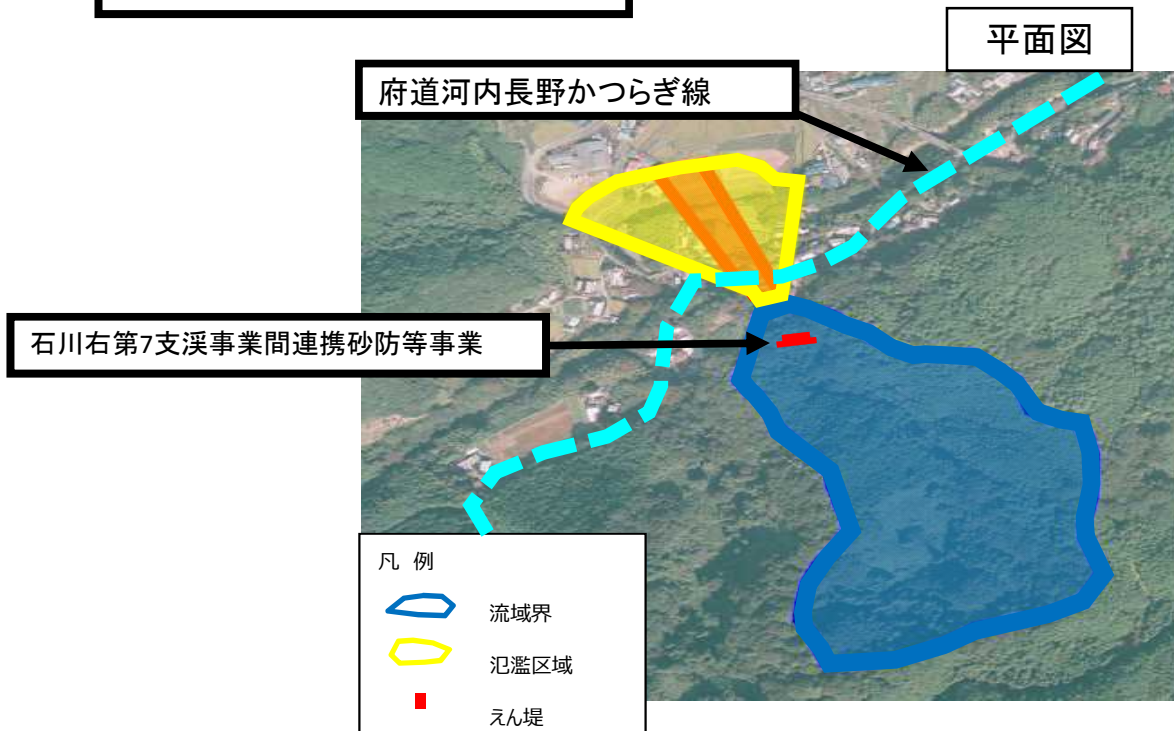 平面図
府道河内長野かつらぎ線
石川右第7支渓事業間連携砂防等事業
凡 例
流域界
氾濫区域
えん堤